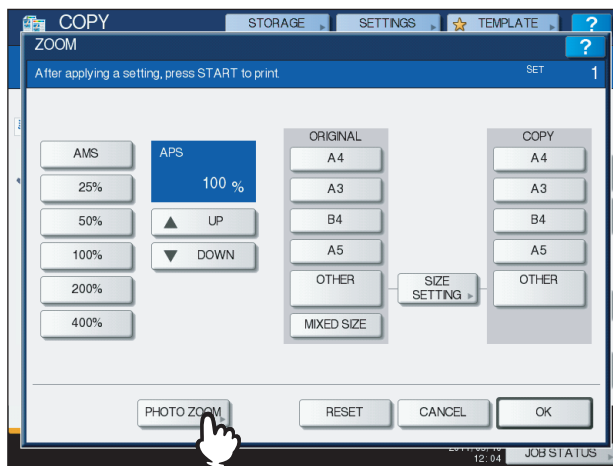 COPY
STORAGE
SETTINGS
TEMPLATE
?
ZOOM
?
After applying a setting, press START to print.
SET 1
ORIGINAL
COPY
AMS
APS
A4
A4
25%
100 %
A3
A3
50%
UP
B4
B4
100%
DOWN
A5
A5
200%
OTHER
SIZE
SETTING
OTHER
400%
MIXED SIZE
PHOTO ZOOM
RESET
CANCEL
OK
12:04
JOB STATUS